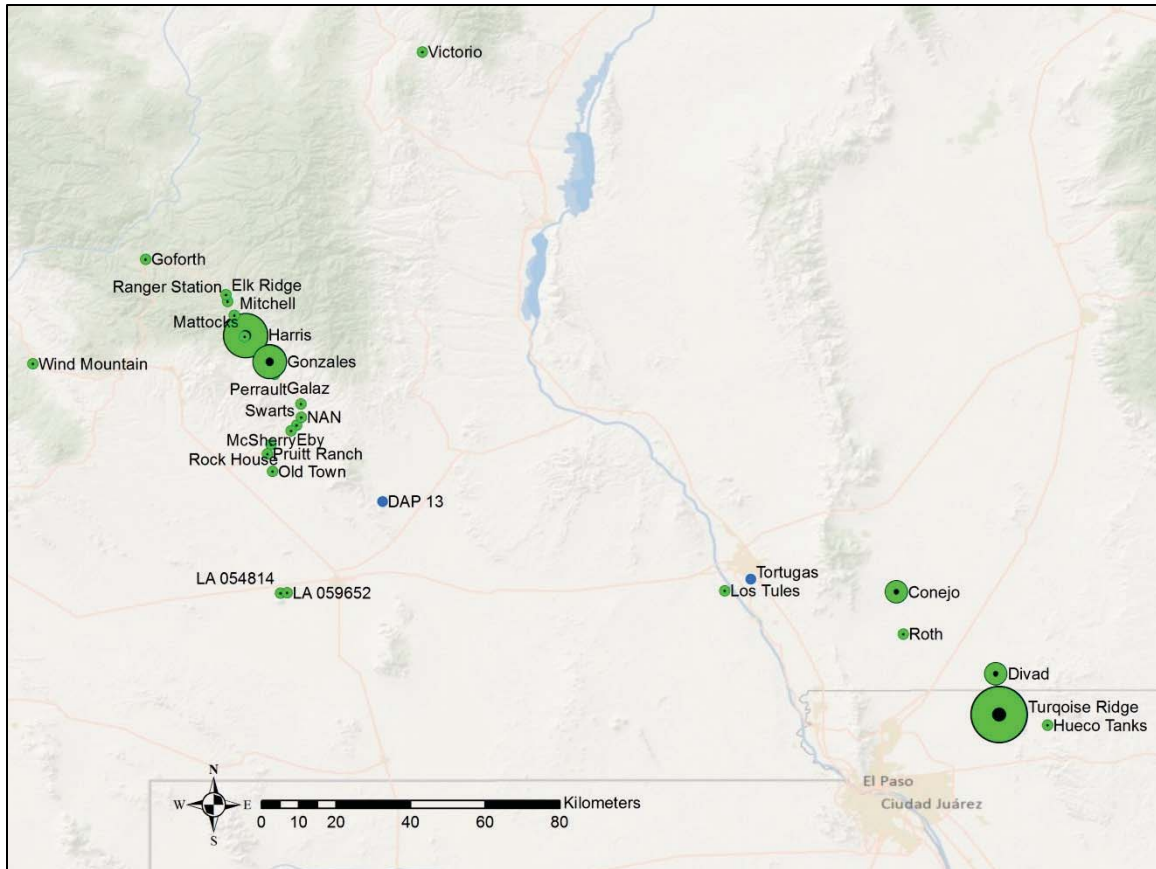 Victorio
Goforth
Ranger Station
Elk Ridge
Mitchell
Mattocks
Harris
Wind Mountain
Gonzales
Perrault
Galaz
Swarts
NAN
McSherry
Eby
Rock House
Pruitt Ranch
Old Town
DAP 13
LA 054814
LA 059652
Tortugas
Los Tules
Conejo
Roth
Divad
Turqoise Ridge
Hueco Tanks
El Paso
Ciudad Juárez
N
W
E
S
Kilometers
0 10 20 40 60 80